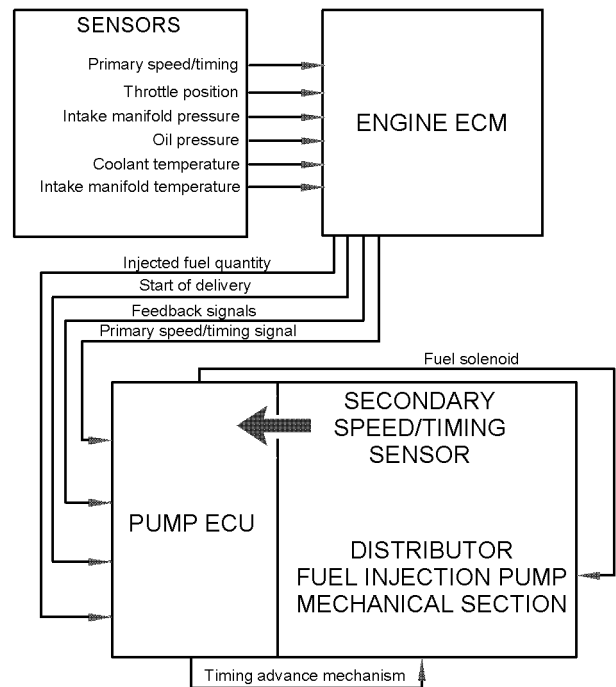 SENSORS
Primary speed/timing
Throttle position
Intake manifold pressure
Oil pressure
Coolant temperature
Intake manifold temperature
ENGINE ECM
Injected fuel quantity
Start of delivery
Feedback signals
Primary speed/timing signal
Fuel solenoid
SECONDARY
SPEED/TIMING
SENSOR
PUMP ECU
DISTRIBUTOR
FUEL INJECTION PUMP
MECHANICAL SECTION
Timing advance mechanism